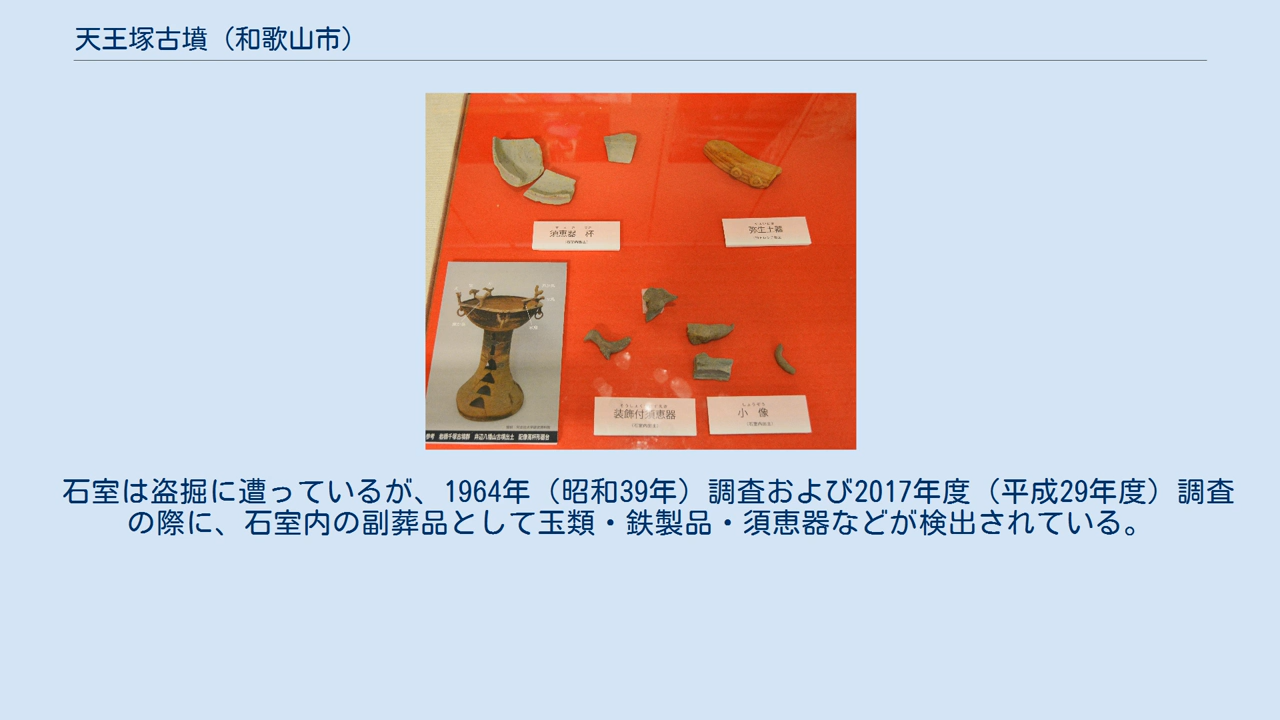 天王塚古墳（和歌山市）
須恵器
弥生土器
装飾付須恵器
小像
石室は盗掘に遭っているが、1964年（昭和39年）調査および2017年度（平成29年度）調査
の際に、石室内の副葬品として玉類・鉄製品・須恵器などが検出されている。